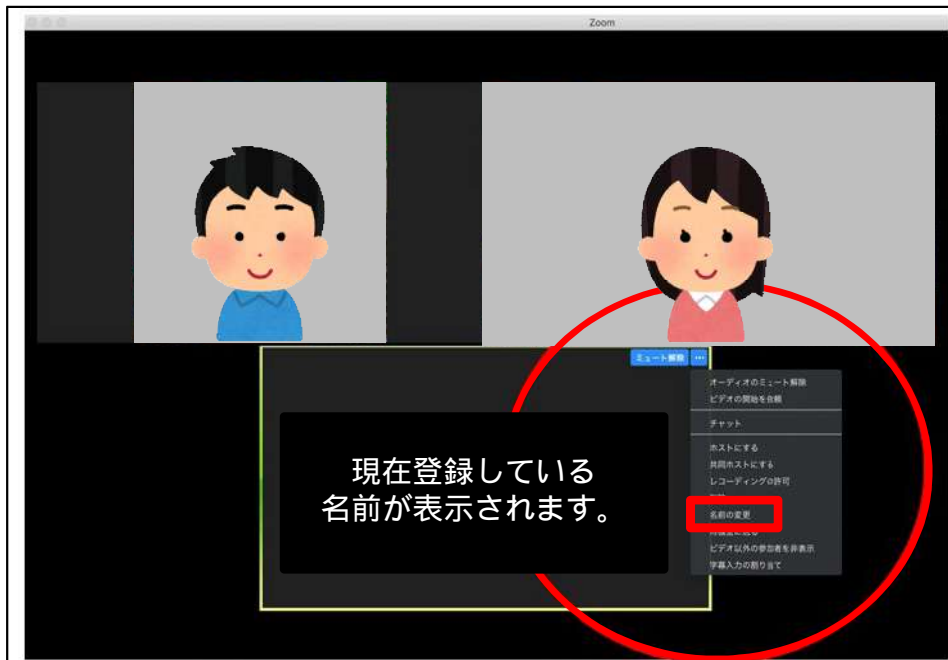 Zoom
ミュート解除 ···
オーディオのミュート解除
ビデオの開始を依頼
チャット
ホストにする
共同ホストにする
レコーディングの許可
名前の変更
ビデオ以外の参加者を非表示
字幕入力の割り当て
現在登録している
名前が表示されます。